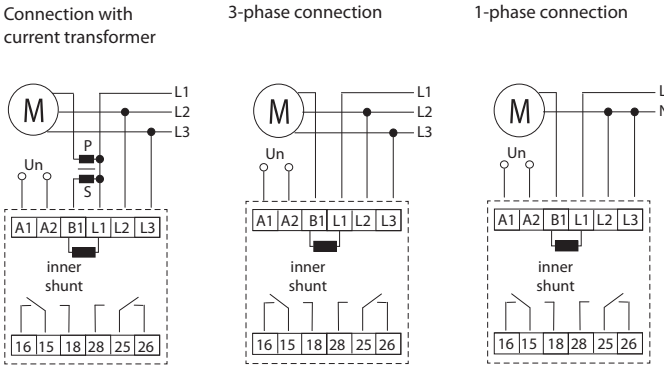 Connection with
current transformer
3-phase connection
1-phase connection
M
L1
L2
L3
P
S
Un
A1 A2 B1 L1 L2 L3
inner
shunt
16 15 18 28 25 26
M
L1
L2
L3
Un
A1 A2 B1 L1 L2 L3
inner
shunt
16 15 18 28 25 26
M
L
N
Un
A1 A2 B1 L1 L2 L3
inner
shunt
16 15 18 28 25 26